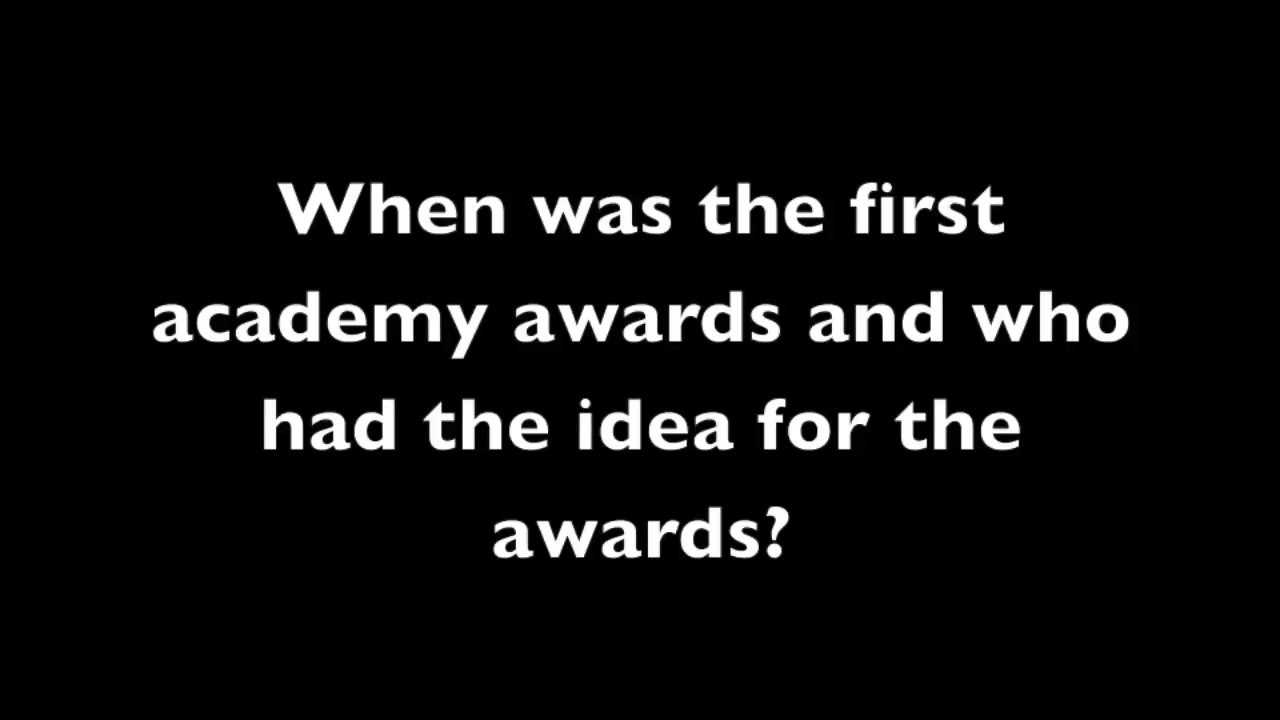 When was the first
academy awards and who
had the idea for the
awards?